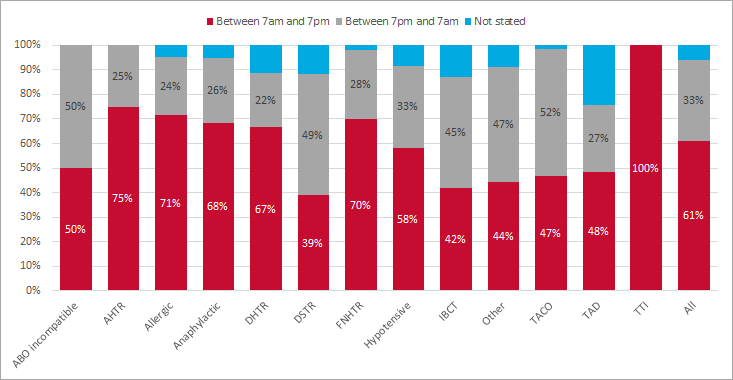 Between 7am and 7pm Between 7pm and 7am Not stated
100%
90%
80%
70%
60%
50%
40%
30%
20%
10%
0%
50% 25% 24% 26% 22% 49% 28% 33% 45% 47% 52% 27% 33%
50% 75% 71% 68% 67% 39% 70% 58% 42% 44% 47% 48% 100% 61%
ABO incompatible
AHTR
Allergic
Anaphylactic
DHTR
DSTR
FNHTR
Hypotensive
IBCT
Other
TACO
TAD
TTI
All